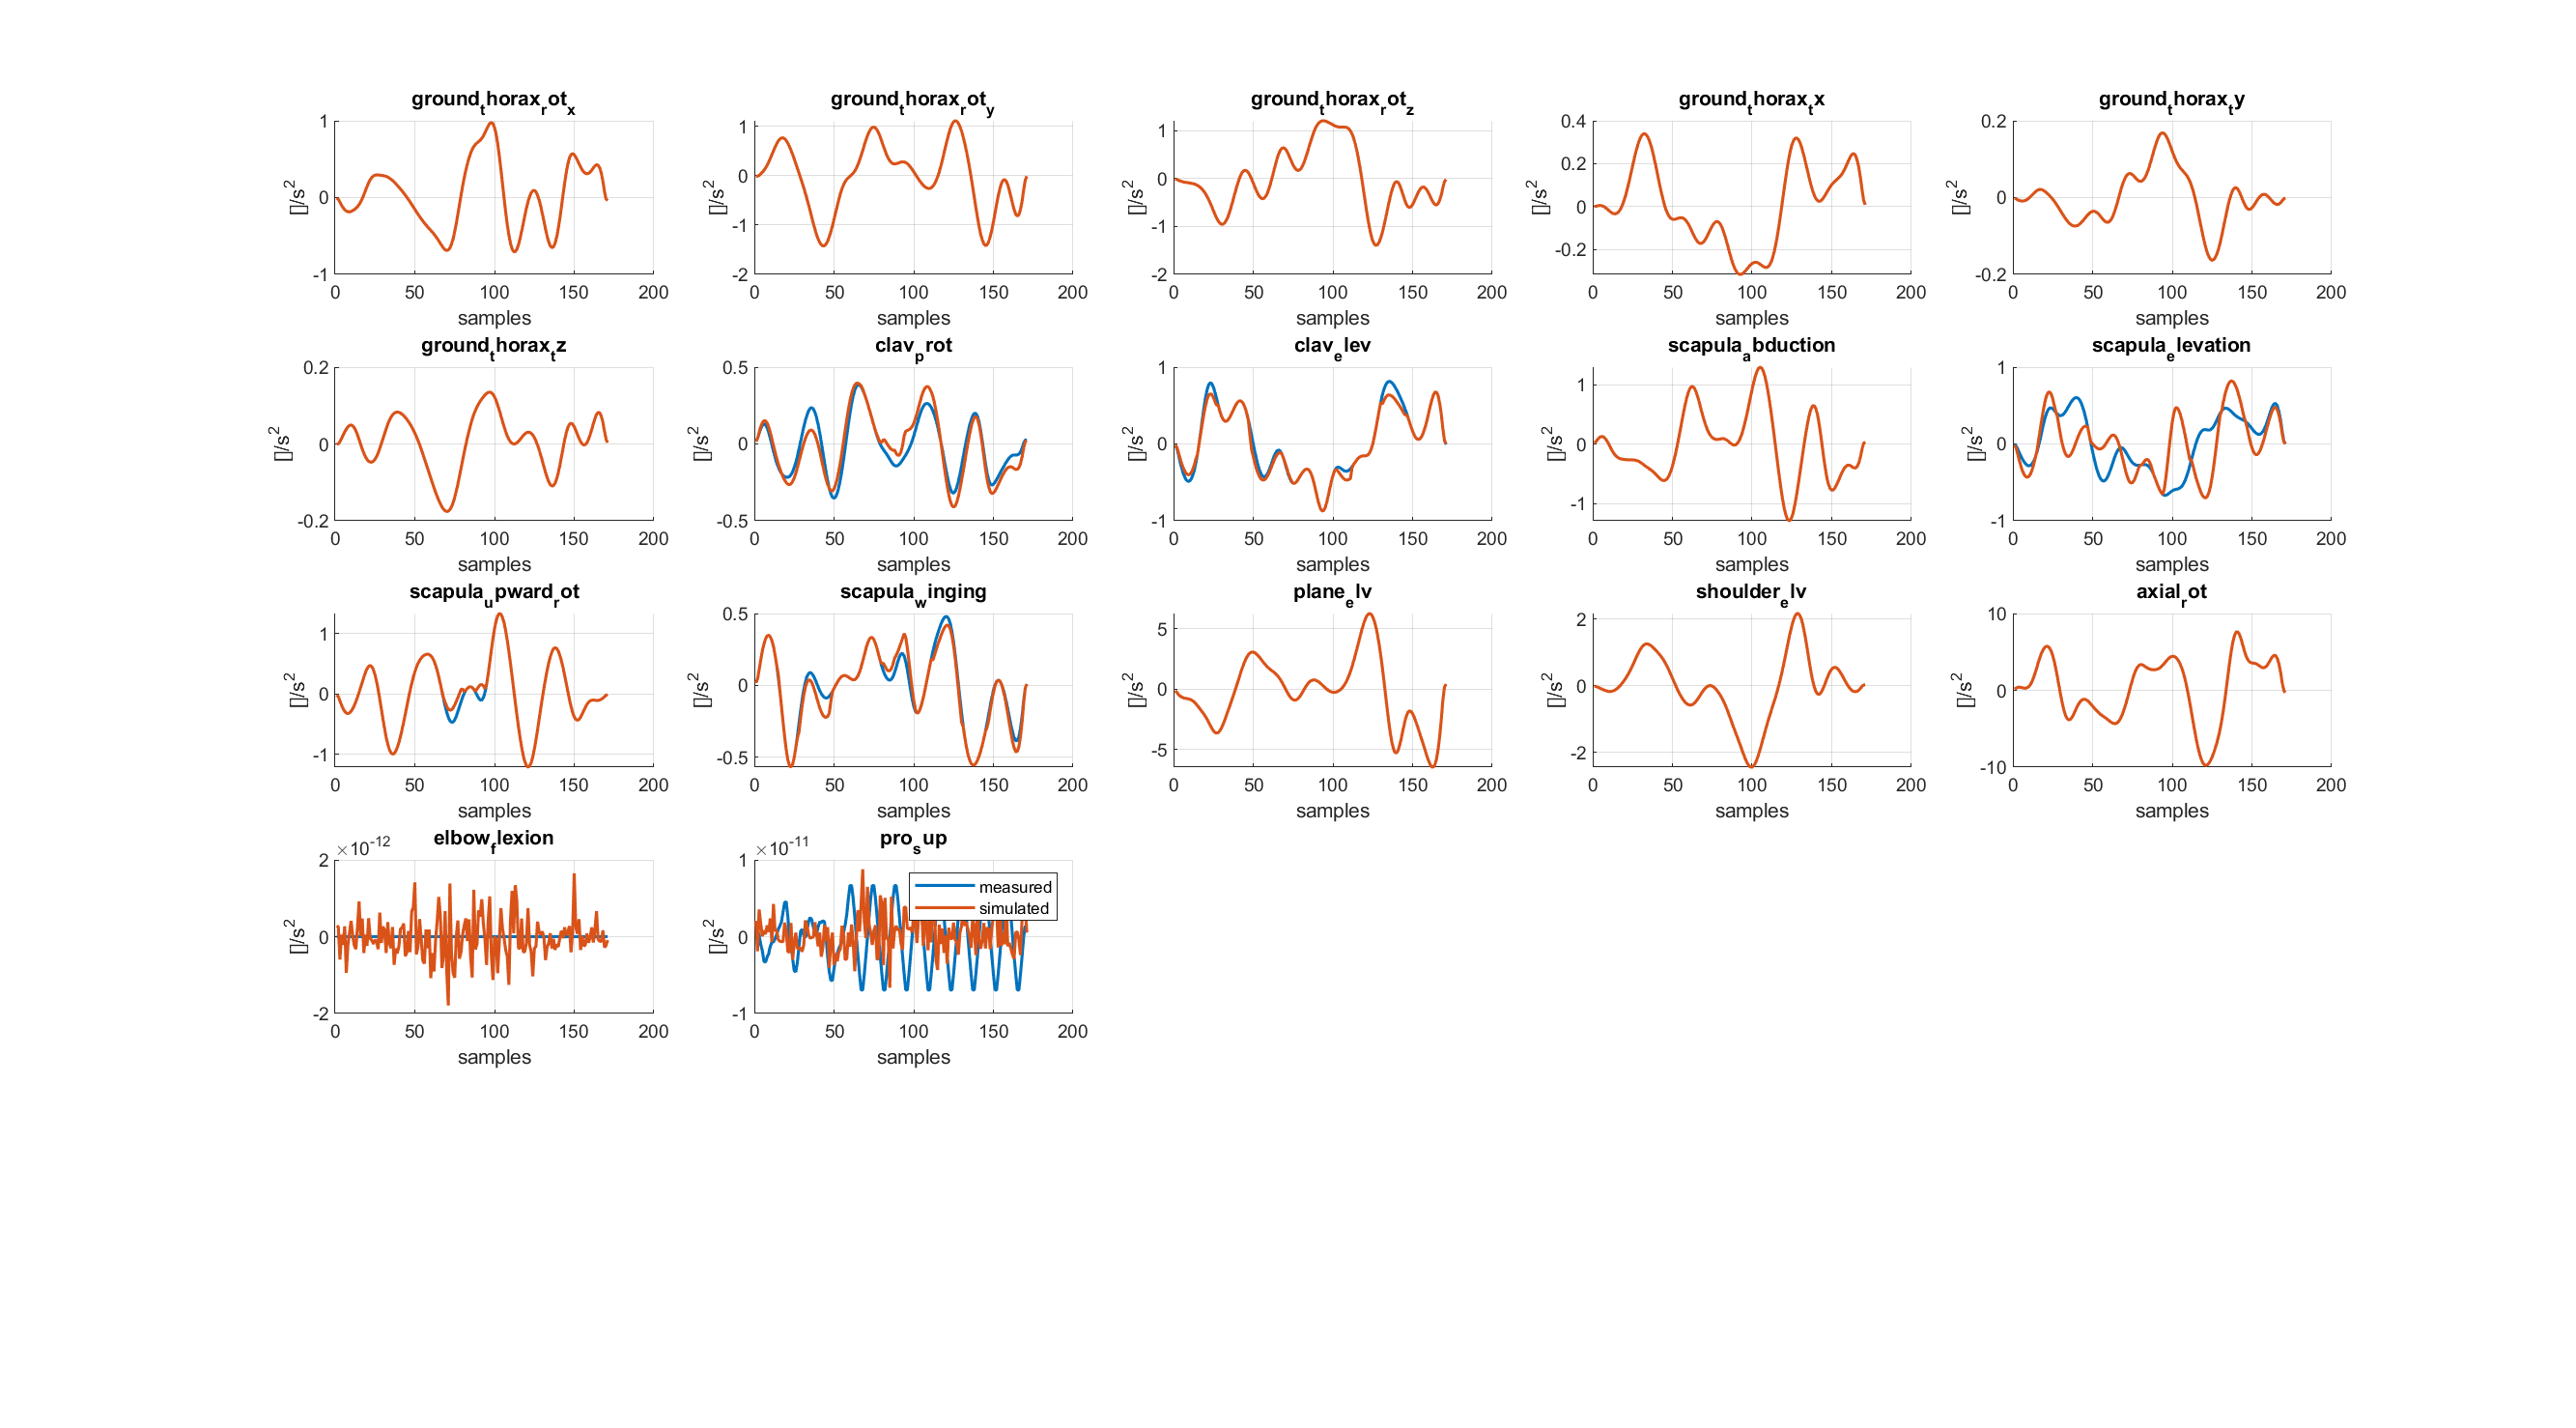 ground_thorax_rot_x ground_thorax_rot_y ground_thorax_rot_z ground_thorax_tx ground_thorax_ty
1 1 1 0.4 0.2
0 0 0 0.2 0
-1 -1 -1 0 -0.2
-2 -2 -0.2
[]/s^2 []/s^2 []/s^2 []/s^2 []/s^2
0 50 100 150 200 0 50 100 150 200 0 50 100 150 200 0 50 100 150 200 0 50 100 150 200
samples samples samples samples samples
ground_thorax_tz clav_prot clav_elev scapula_abduction scapula_elevation
0.2 0.5 1 1 1
0 0 0 0 0
-0.2 -0.5 -1 -1 -1
[]/s^2 []/s^2 []/s^2 []/s^2 []/s^2
0 50 100 150 200 0 50 100 150 200 0 50 100 150 200 0 50 100 150 200 0 50 100 150 200
samples samples samples samples samples
scapula_upward_rot scapula_winging plane_elv shoulder_elv axial_rot
1 0.5 5 2 10
0 0 0 0 0
-1 -0.5 -5 -2 -10
[]/s^2 []/s^2 []/s^2 []/s^2 []/s^2
0 50 100 150 200 0 50 100 150 200 0 50 100 150 200 0 50 100 150 200 0 50 100 150 200
samples samples samples samples samples
elbow_flexion pro_sup
×10^-12 ×10^-11
2 1
0 0
-2 -1
[]/s^2 []/s^2
measured
simulated
0 50 100 150 200 0 50 100 150 200
samples samples